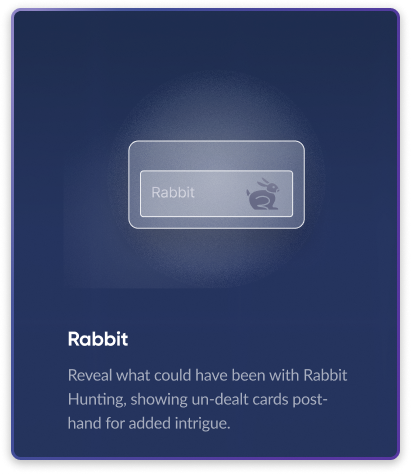 Rabbit
Rabbit
Reveal what could have been with Rabbit
Hunting, showing un-dealt cards post-
hand for added intrigue.